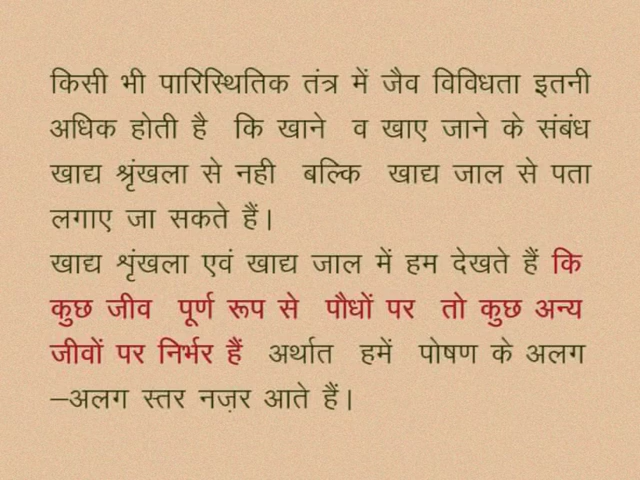 किसी भी पारिस्थितिक तंत्र में जैव विविधता इतनी
अधिक होती है कि खाने व खाए जाने के संबंध
खाद्य श्रृंखला से नही बल्कि खाद्य जाल से पता
लगाए जा सकते हैं।
खाद्य शृंखला एवं खाद्य जाल में हम देखते हैं कि
कुछ जीव पूर्ण रूप से पौधों पर तो कुछ अन्य
जीवों पर निर्भर हैं अर्थात हमें पोषण के अलग
–अलग स्तर नज़र आते हैं।